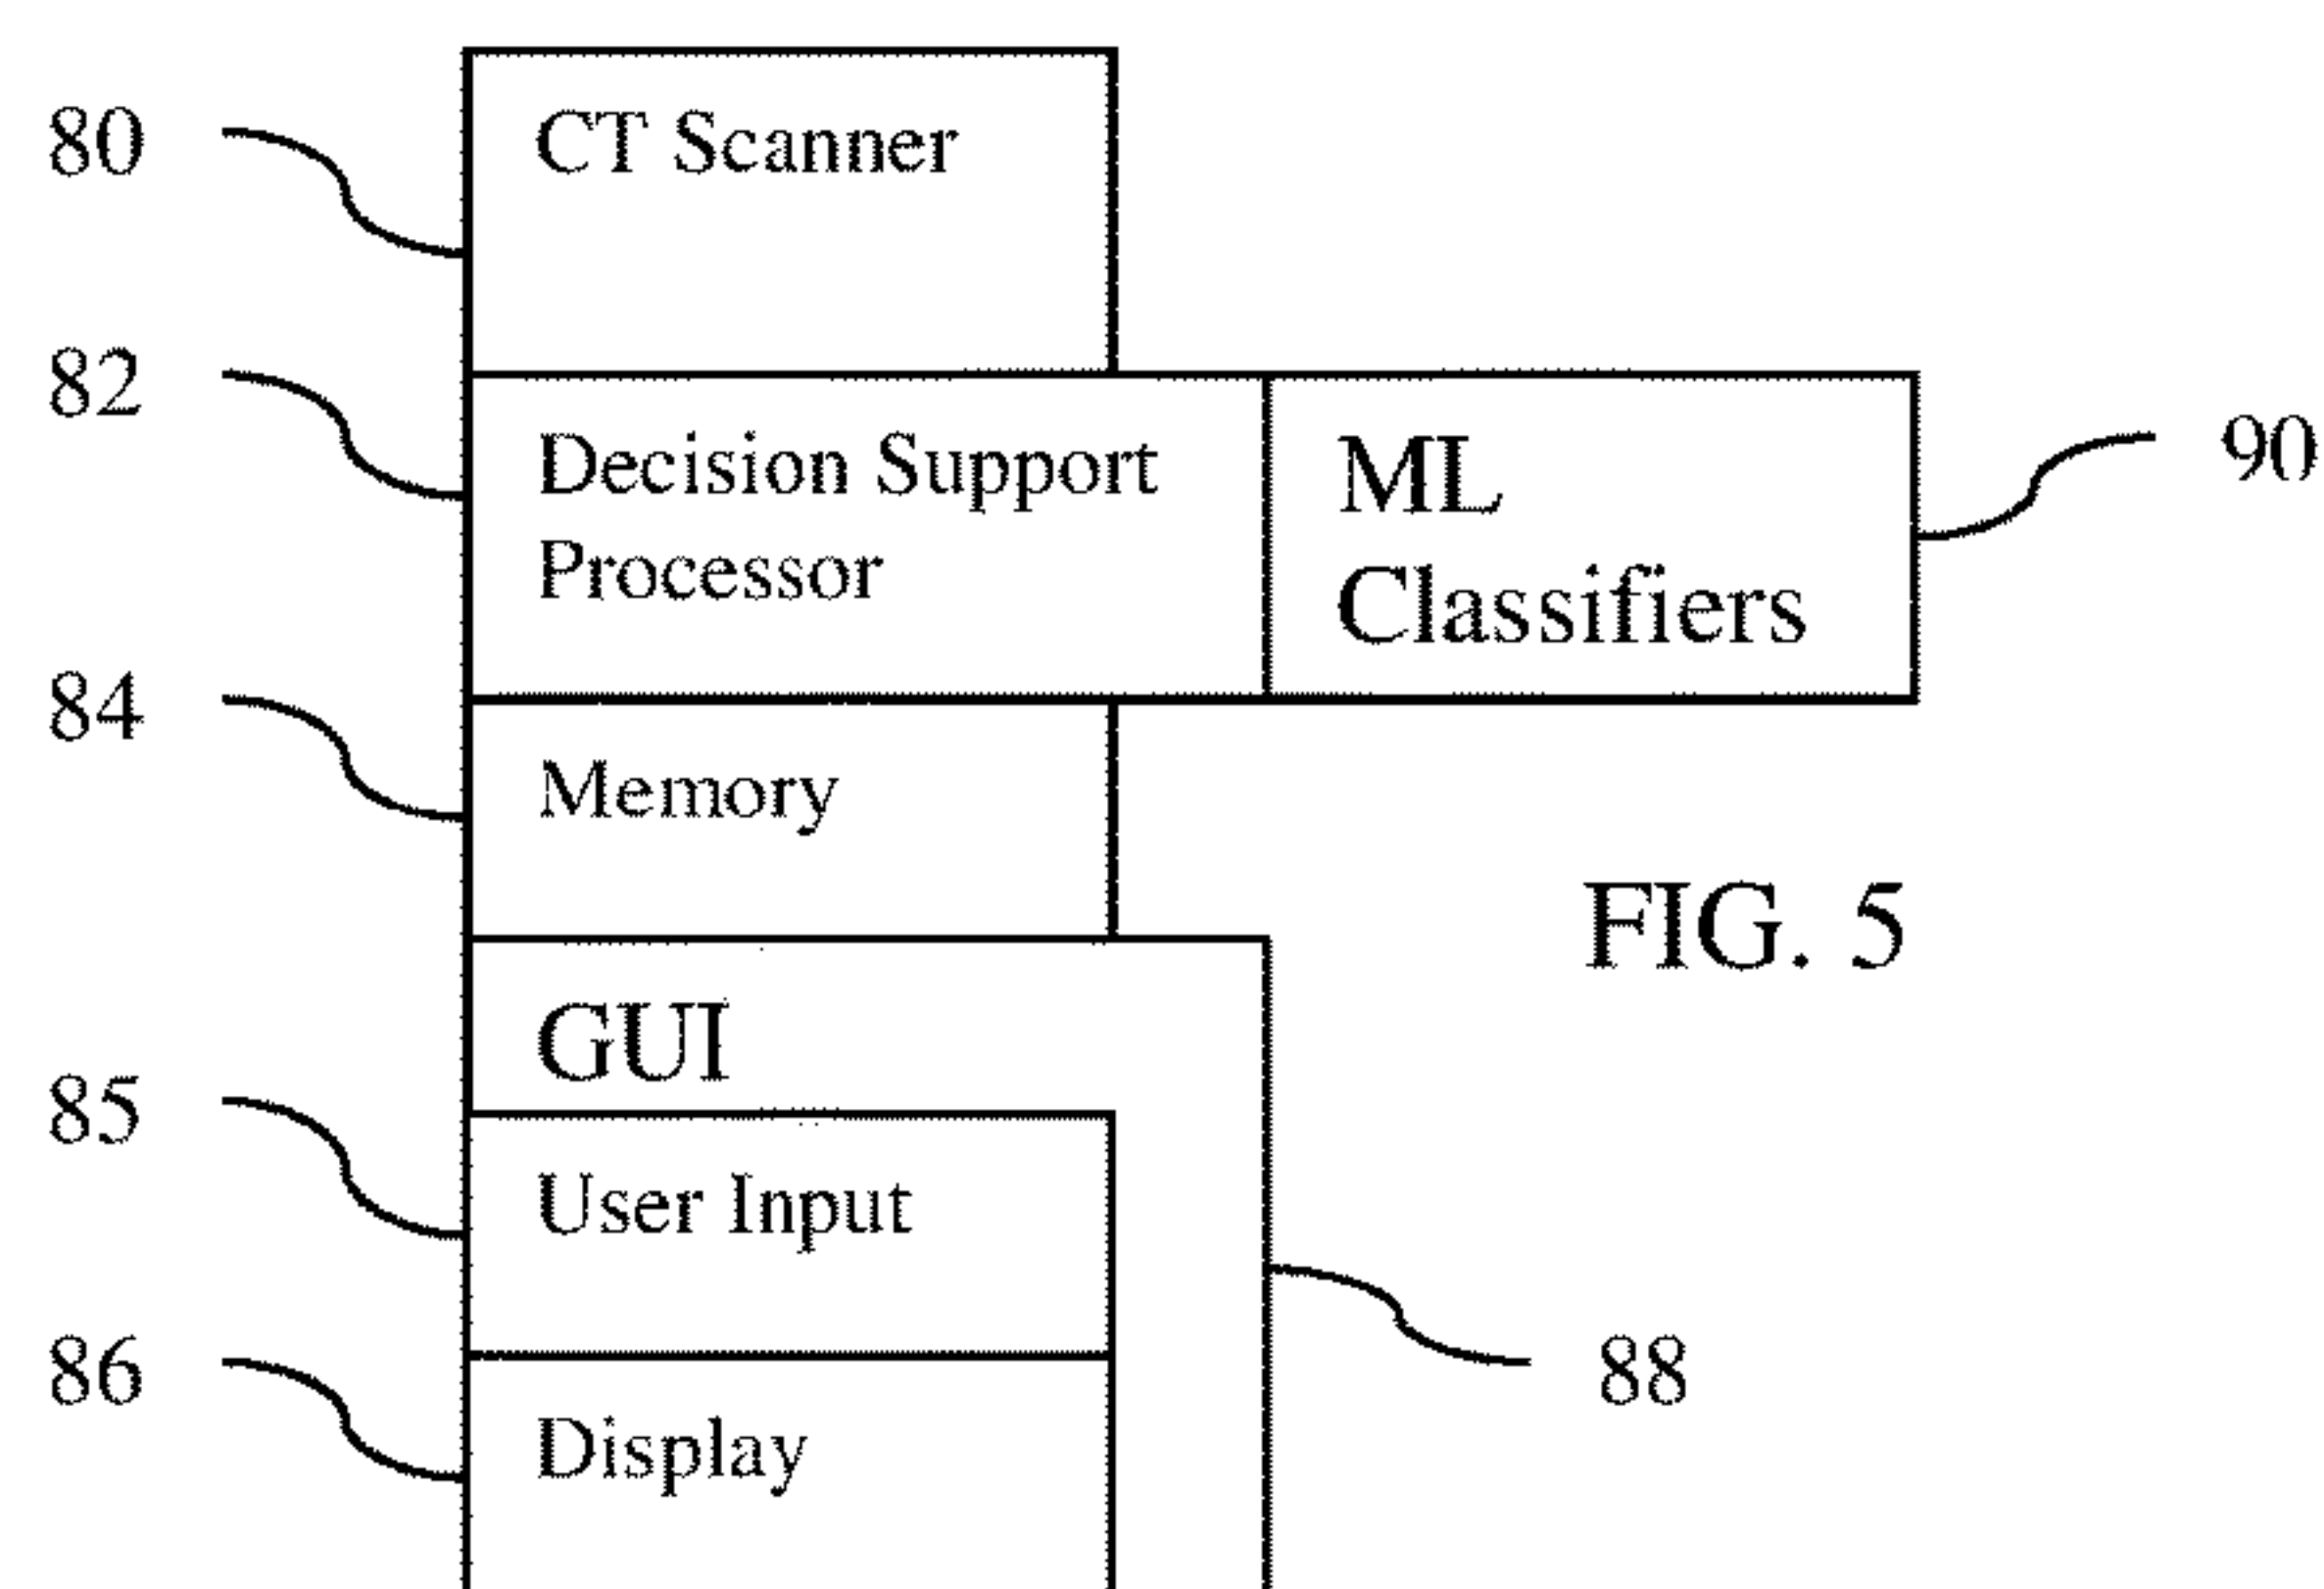 80
CT Scanner
82
Decision Support
Processor
ML
Classifiers
90
84
Memory
FIG. 5
GUI
85
User Input
86
Display
88